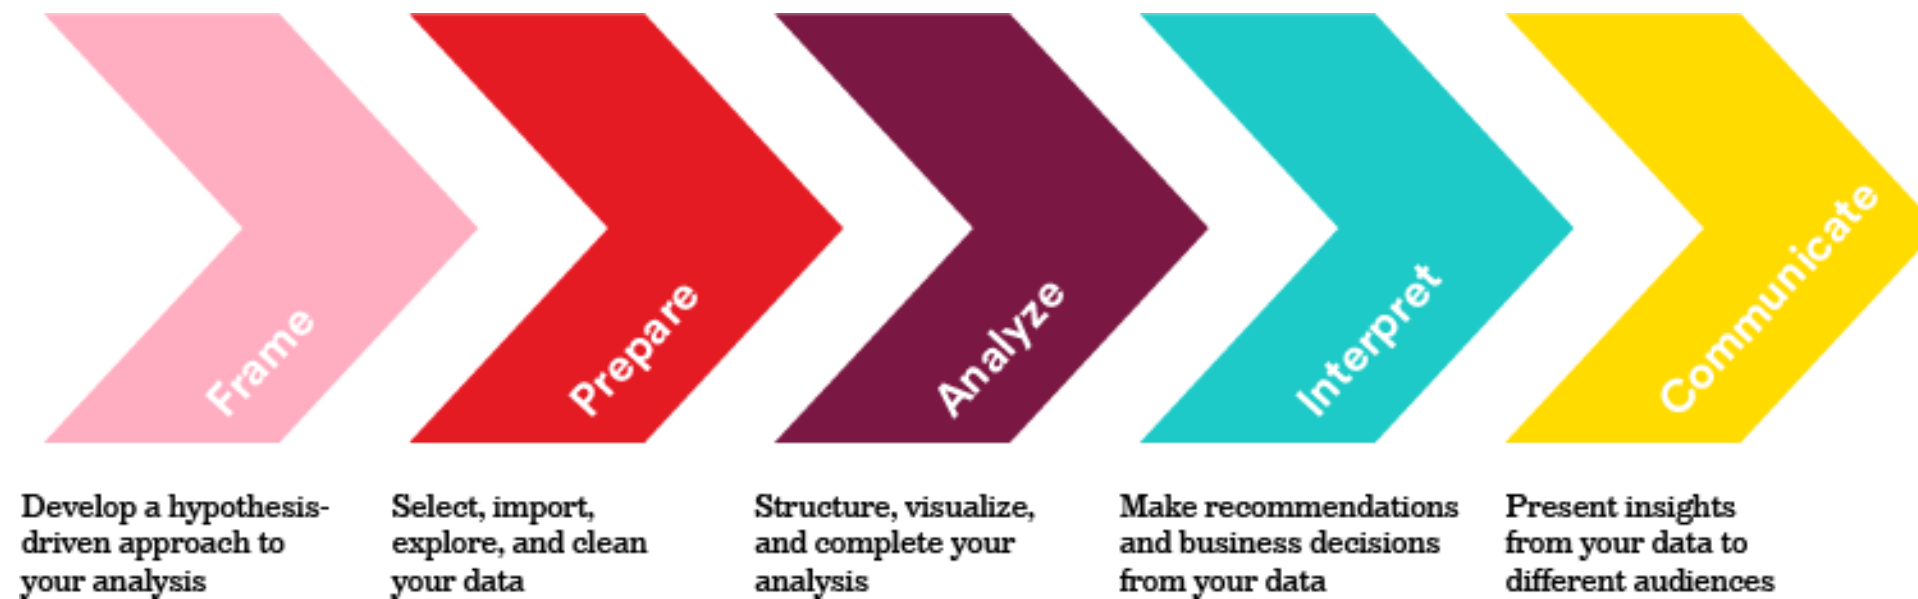 Frame
Prepare
Analyze
Interpret
Communicate
Develop a hypothesis-
driven approach to
your analysis
Select, import,
explore, and clean
your data
Structure, visualize,
and complete your
analysis
Make recommendations
and business decisions
from your data
Present insights
from your data to
different audiences